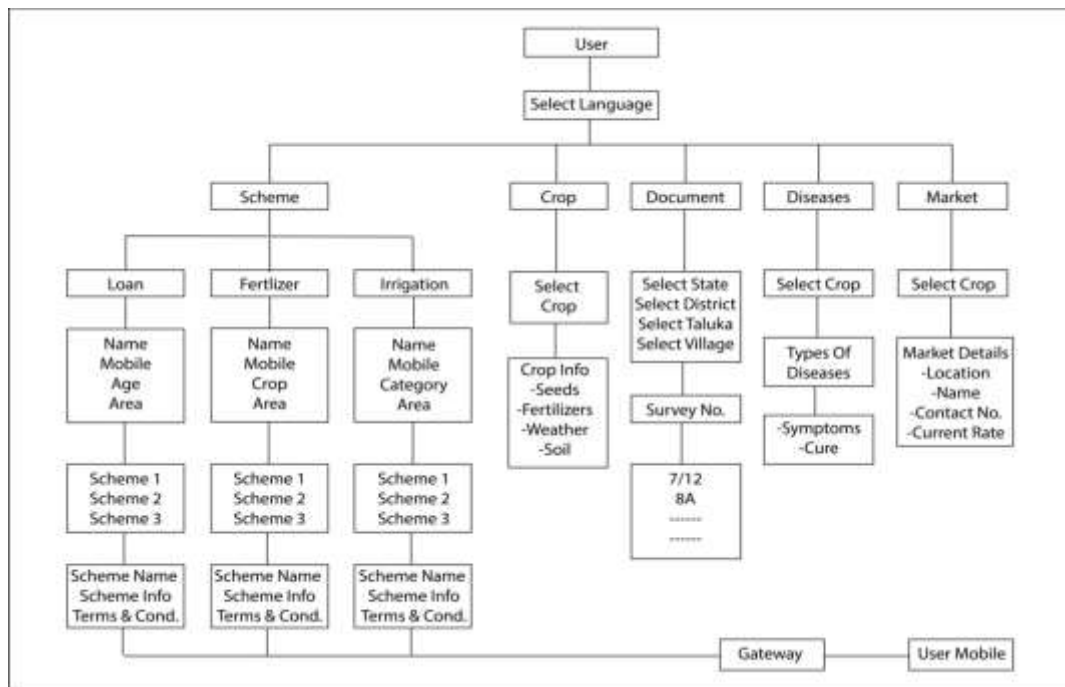 User
Select Language
Scheme
Crop
Document
Diseases
Market
Loan
Fertlizer
Irrigation
Select
Crop
Select State
Select District
Select Taluka
Select Village
Select Crop
Select Crop
Name
Mobile
Age
Area
Name
Mobile
Crop
Area
Name
Mobile
Category
Area
Crop Info
-Seeds
-Fertilizers
-Weather
-Soil
Survey No.
Types Of
Diseases
-Symptoms
-Cure
Market Details
-Location
-Name
-Contact No.
-Current Rate
Scheme 1
Scheme 2
Scheme 3
Scheme 1
Scheme 2
Scheme 3
Scheme 1
Scheme 2
Scheme 3
7/12
8A
------
------
Scheme Name
Scheme Info
Terms & Cond.
Scheme Name
Scheme Info
Terms & Cond.
Scheme Name
Scheme Info
Terms & Cond.
Gateway
User Mobile